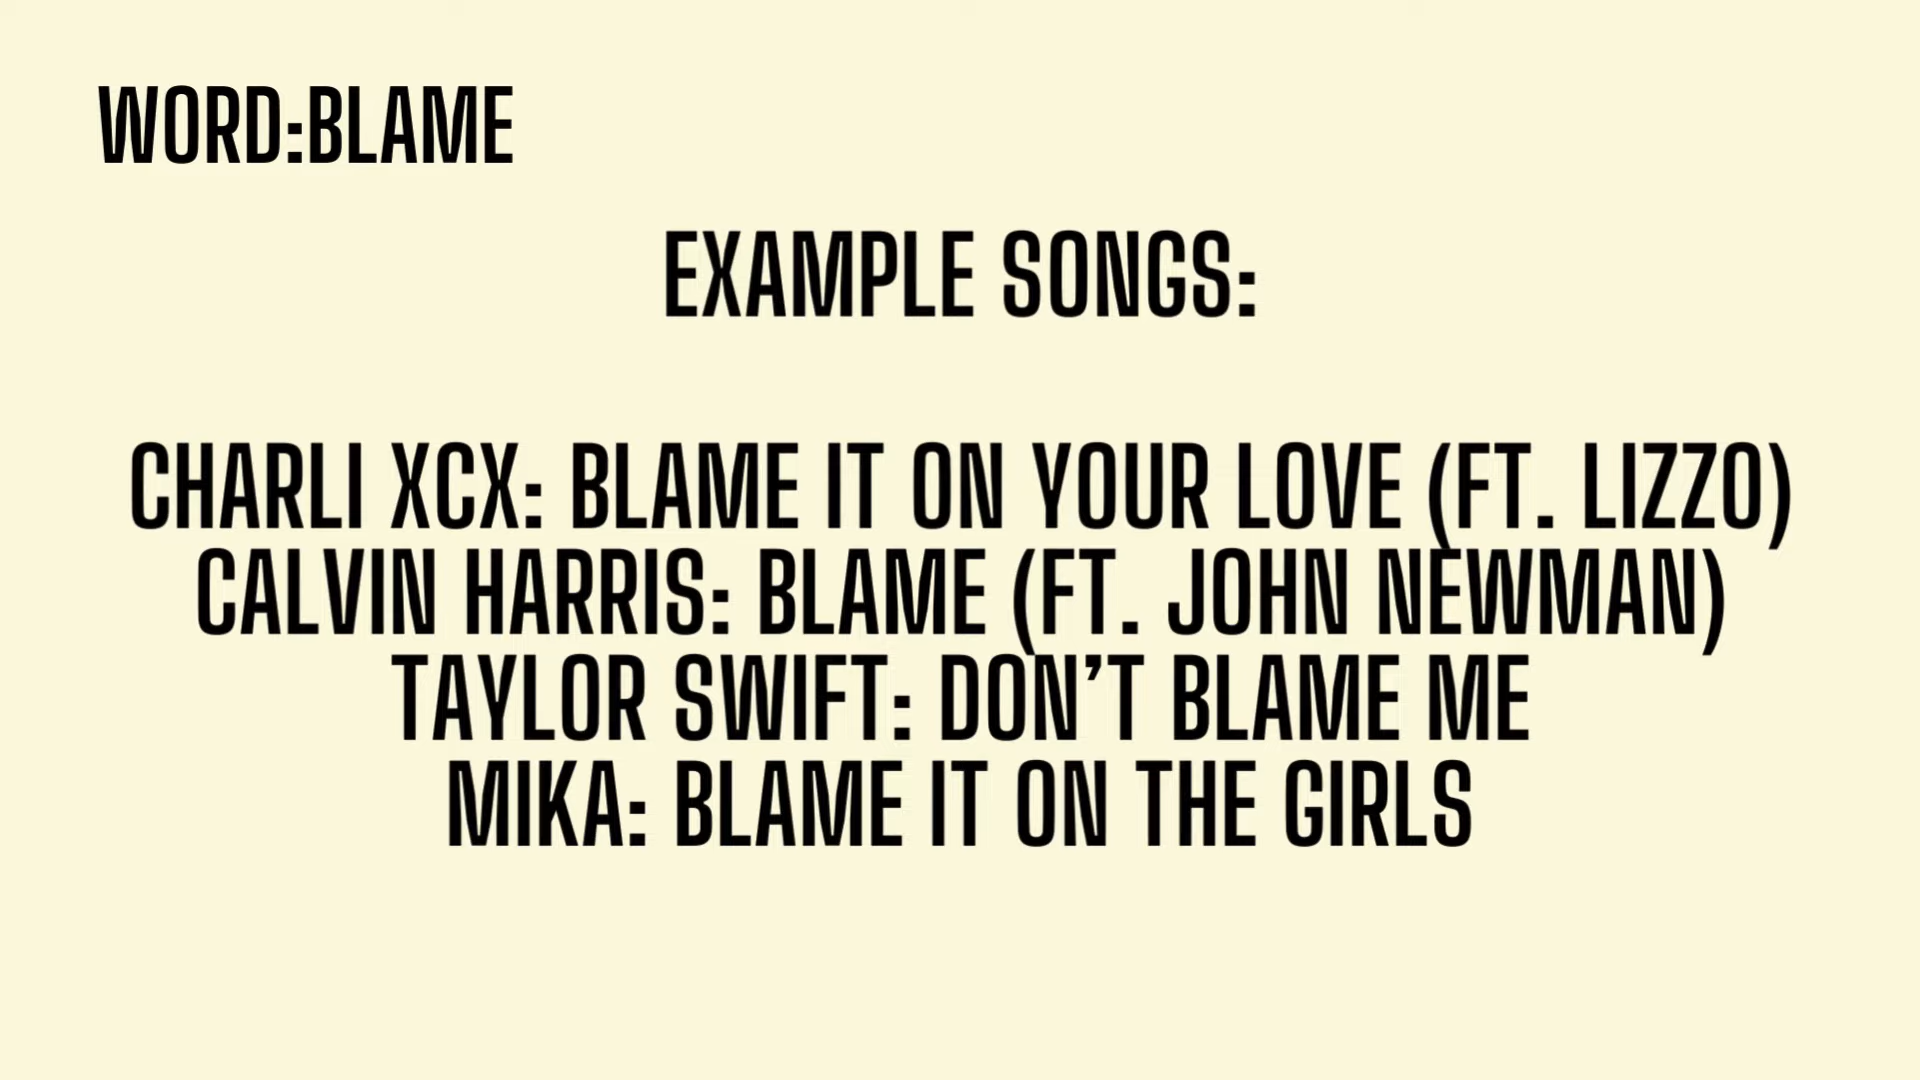 WORD:BLAME
EXAMPLE SONGS:
CHARLI XCX: BLAME IT ON YOUR LOVE (FT. LIZZO)
CALVIN HARRIS: BLAME (FT. JOHN NEWMAN)
TAYLOR SWIFT: DON’T BLAME ME
MIKA: BLAME IT ON THE GIRLS